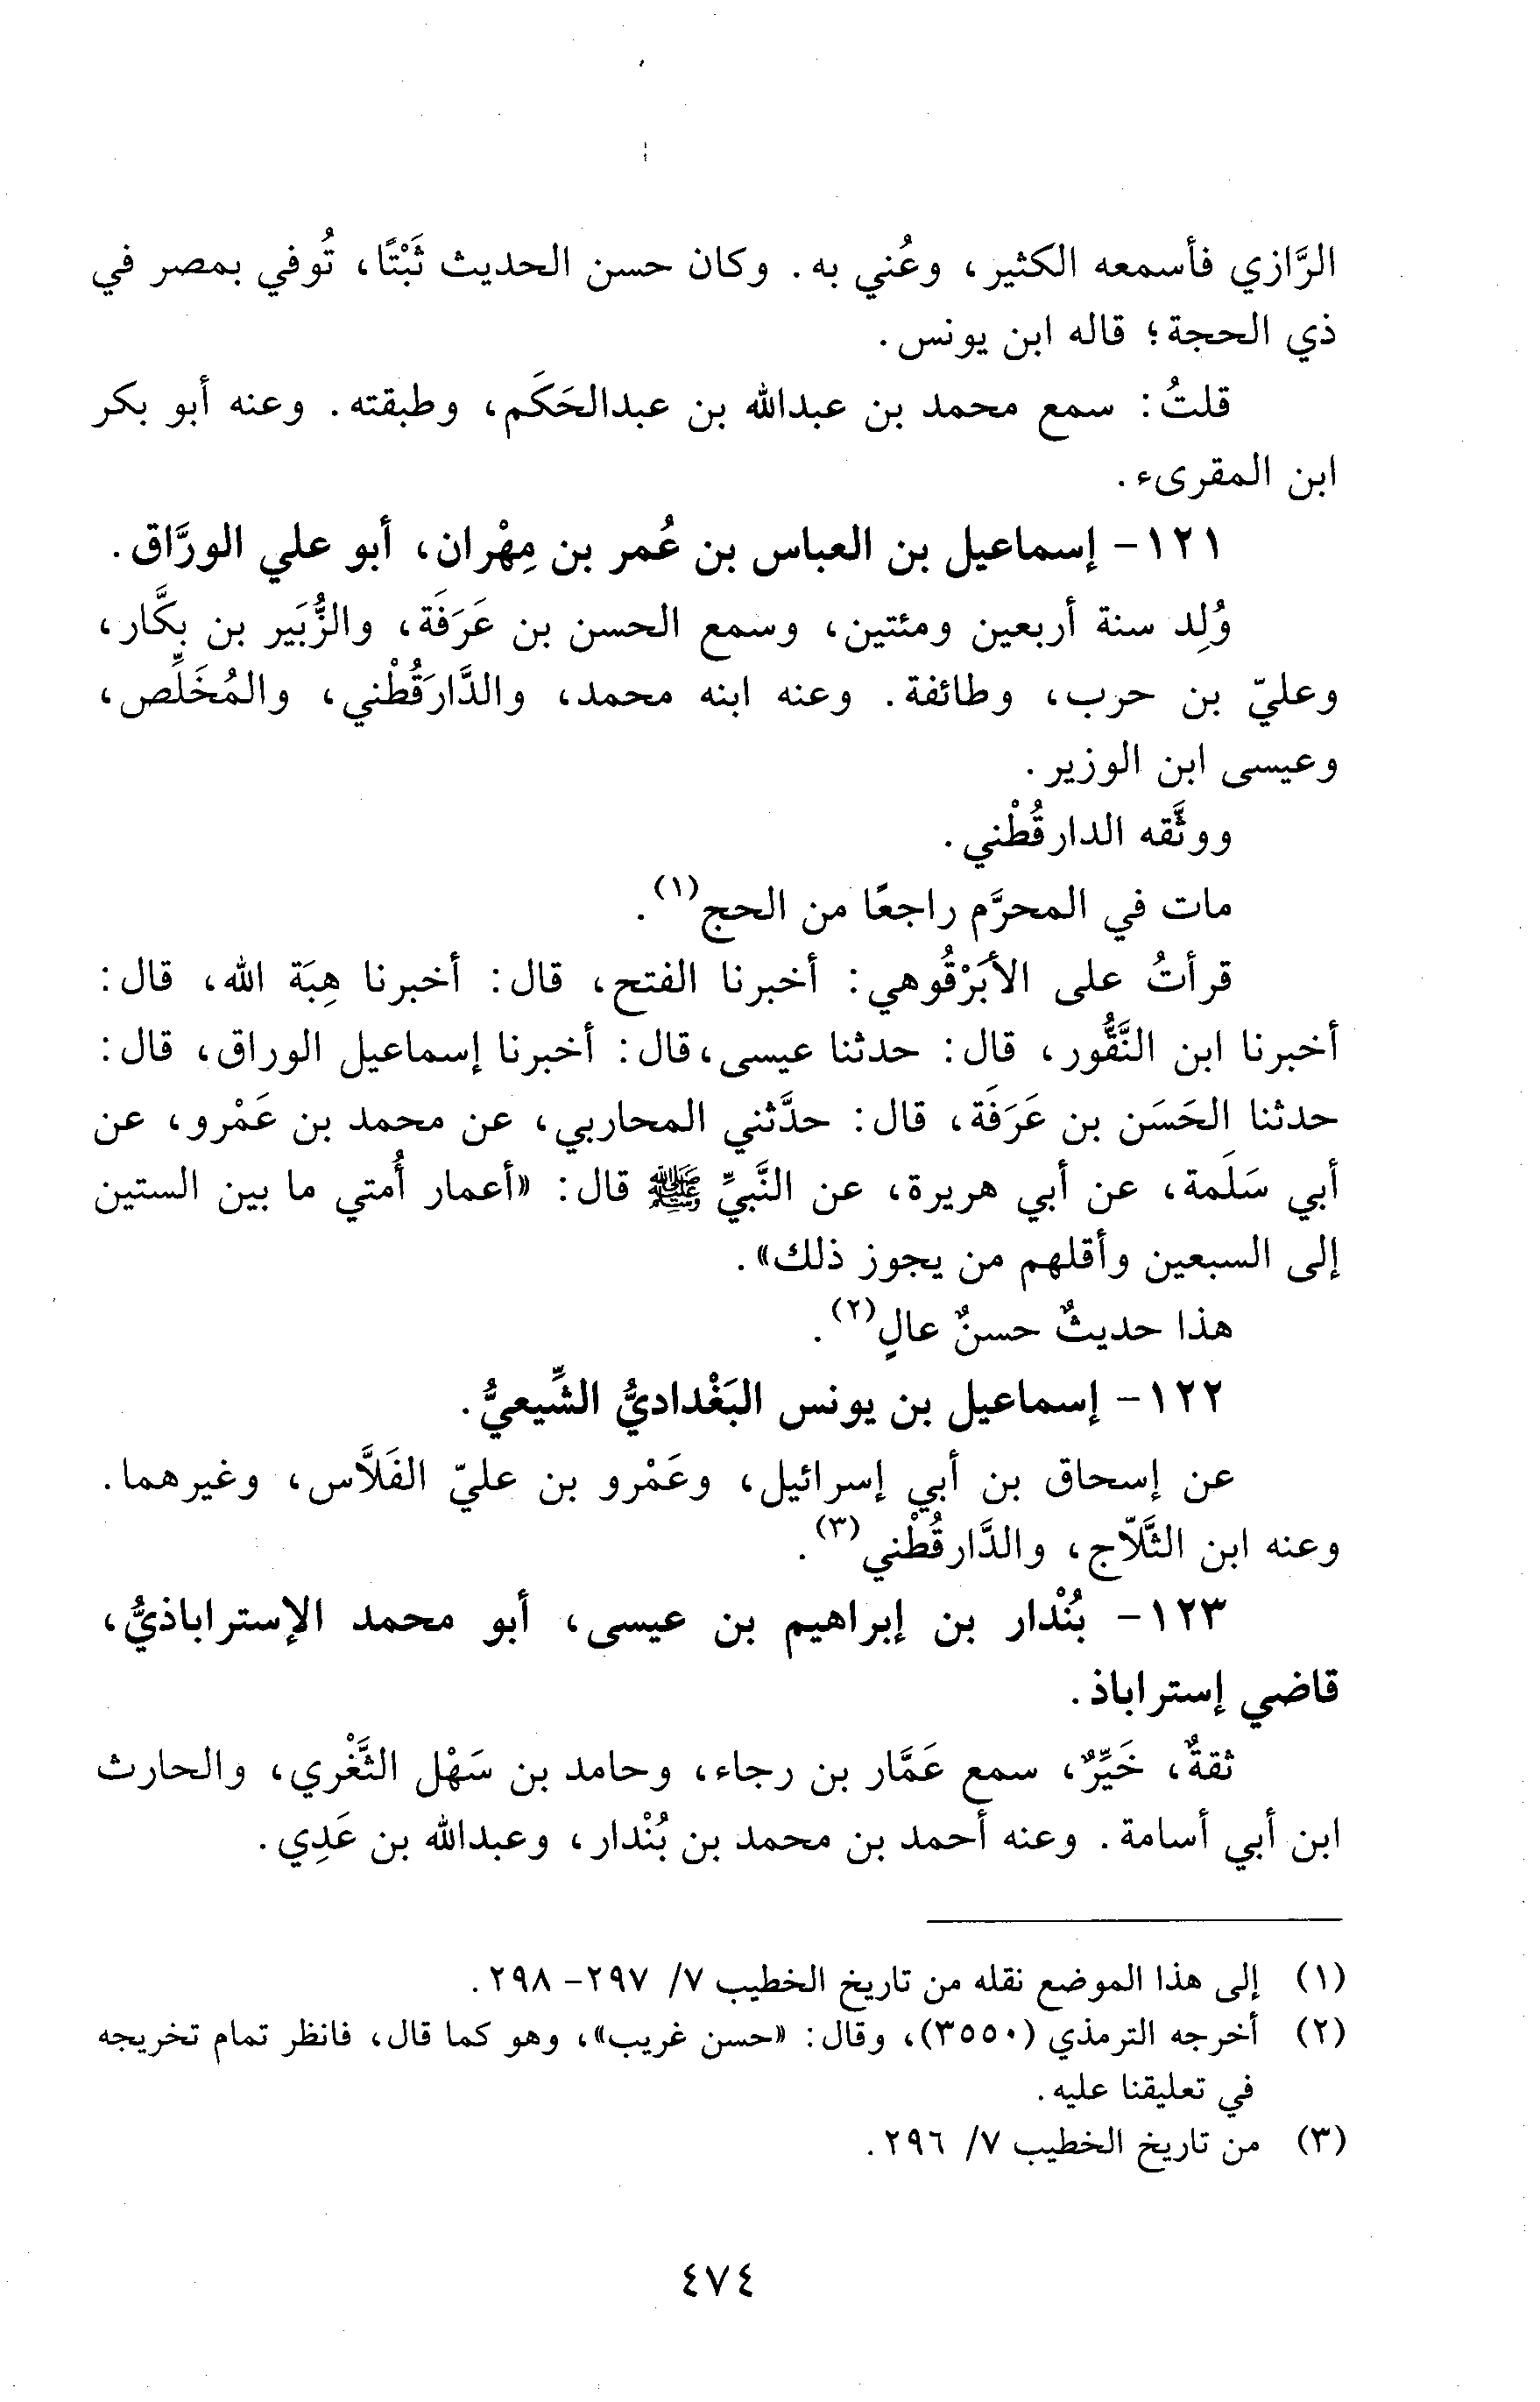 الرَّازي فأسمعه الكثير، وعُني به. وكان حسن الحديث ثَبْتًا، تُوفي بمصر في
ذي الحجة؛ قاله ابن يونس.
قلتُ: سمع محمد بن عبدالله بن عبدالحَكَم، وطبقته. وعنه أبو بكر
ابن المقرىء.
١٢١- إسماعيل بن العباس بن عُمر بن مِهْران، أبو علي الورَّاق.
وُلِد سنة أربعين ومئتين، وسمع الحسن بن عَرَفَة، والزُّبَير بن بكَّار،
وعليّ بن حرب، وطائفة. وعنه ابنه محمد، والدَّارَقُطْني، والمُخَلِّص،
وعيسى ابن الوزير.
ووثَّقه الدارقُطْني.
مات في المحرَّم راجعًا من الحج(١).
قرأتُ على الأبَرْقُوهي: أخبرنا الفتح، قال: أخبرنا هِبَة الله، قال:
أخبرنا ابن النَّقُّور، قال: حدثنا عيسى، قال: أخبرنا إسماعيل الوراق، قال:
حدثنا الحَسَن بن عَرَفَة، قال: حدَّثني المحاربي، عن محمد بن عَمْرو، عن
أبي سَلَمة، عن أبي هريرة، عن النَّبيِّ ﷺ قال: «أعمار أُمتي ما بين الستين
إلى السبعين وأقلهم من يجوز ذلك».
هذا حديثٌ حسنٌ عالٍ(٢).
١٢٢- إسماعيل بن يونس البَغْداديُّ الشِّيعيُّ.
عن إسحاق بن أبي إسرائيل، وعَمْرو بن عليّ الفَلاَّس، وغيرهما.
وعنه ابن الثَّلاّج، والدَّارقُطْني(٣).
١٢٣- بُنْدار بن إبراهيم بن عيسى، أبو محمد الإستراباذيُّ،
قاضي إستراباذ.
ثقةٌ، خَيِّرٌ، سمع عَمَّار بن رجاء، وحامد بن سَهْل الثَّغْري، والحارث
ابن أبي أسامة. وعنه أحمد بن محمد بن بُنْدار، وعبدالله بن عَدِي.
(١) إلى هذا الموضع نقله من تاريخ الخطيب ٧/ ٢٩٧- ٢٩٨.
(٢) أخرجه الترمذي (٣٥٥٠)، وقال: «حسن غريب»، وهو كما قال، فانظر تمام تخريجه
في تعليقنا عليه.
(٣) من تاريخ الخطيب ٧/ ٢٩٦.
٤٧٤